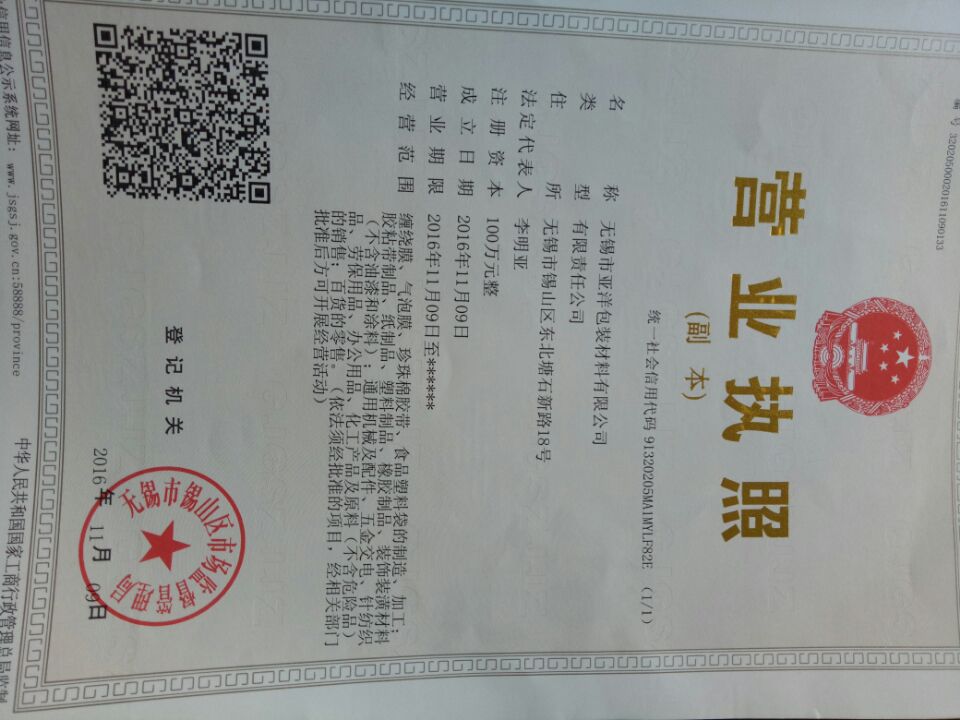 编 号 320205000201611090133
营业执照
(副 本)
统一社会信用代码 91320205MA1MYLF82E (1/1)
名 称 无锡市亚洋包装材料有限公司
类 型 有限责任公司
住 所 无锡市锡山区东北塘石新路18号
法定代表人 李明亚
注 册 资 本 100万元整
成 立 日 期 2016年11月09日
营 业 期 限 2016年11月09日至*****
经 营 范 围 缠绕膜、气泡膜、珍珠棉胶带、食品塑料袋的制造、加工;
胶粘带制品、纸制品、塑料制品、橡胶制品、装饰装潢材料
(不含油漆和涂料);通用机械及配件、五金交电、针纺织
品、劳保用品、办公用品、化工产品及原料(不含危险品)
的销售;百货的零售。(依法须经批准的项目,经相关部门
批准后方可开展经营活动)
登 记 机 关
无锡市锡山区市场监督管理局
2016年 11月 09日
信用信息公示系统网址: www.jsgsj.gov.cn:58888/province
中华人民共和国国家工商行政管理总局监制